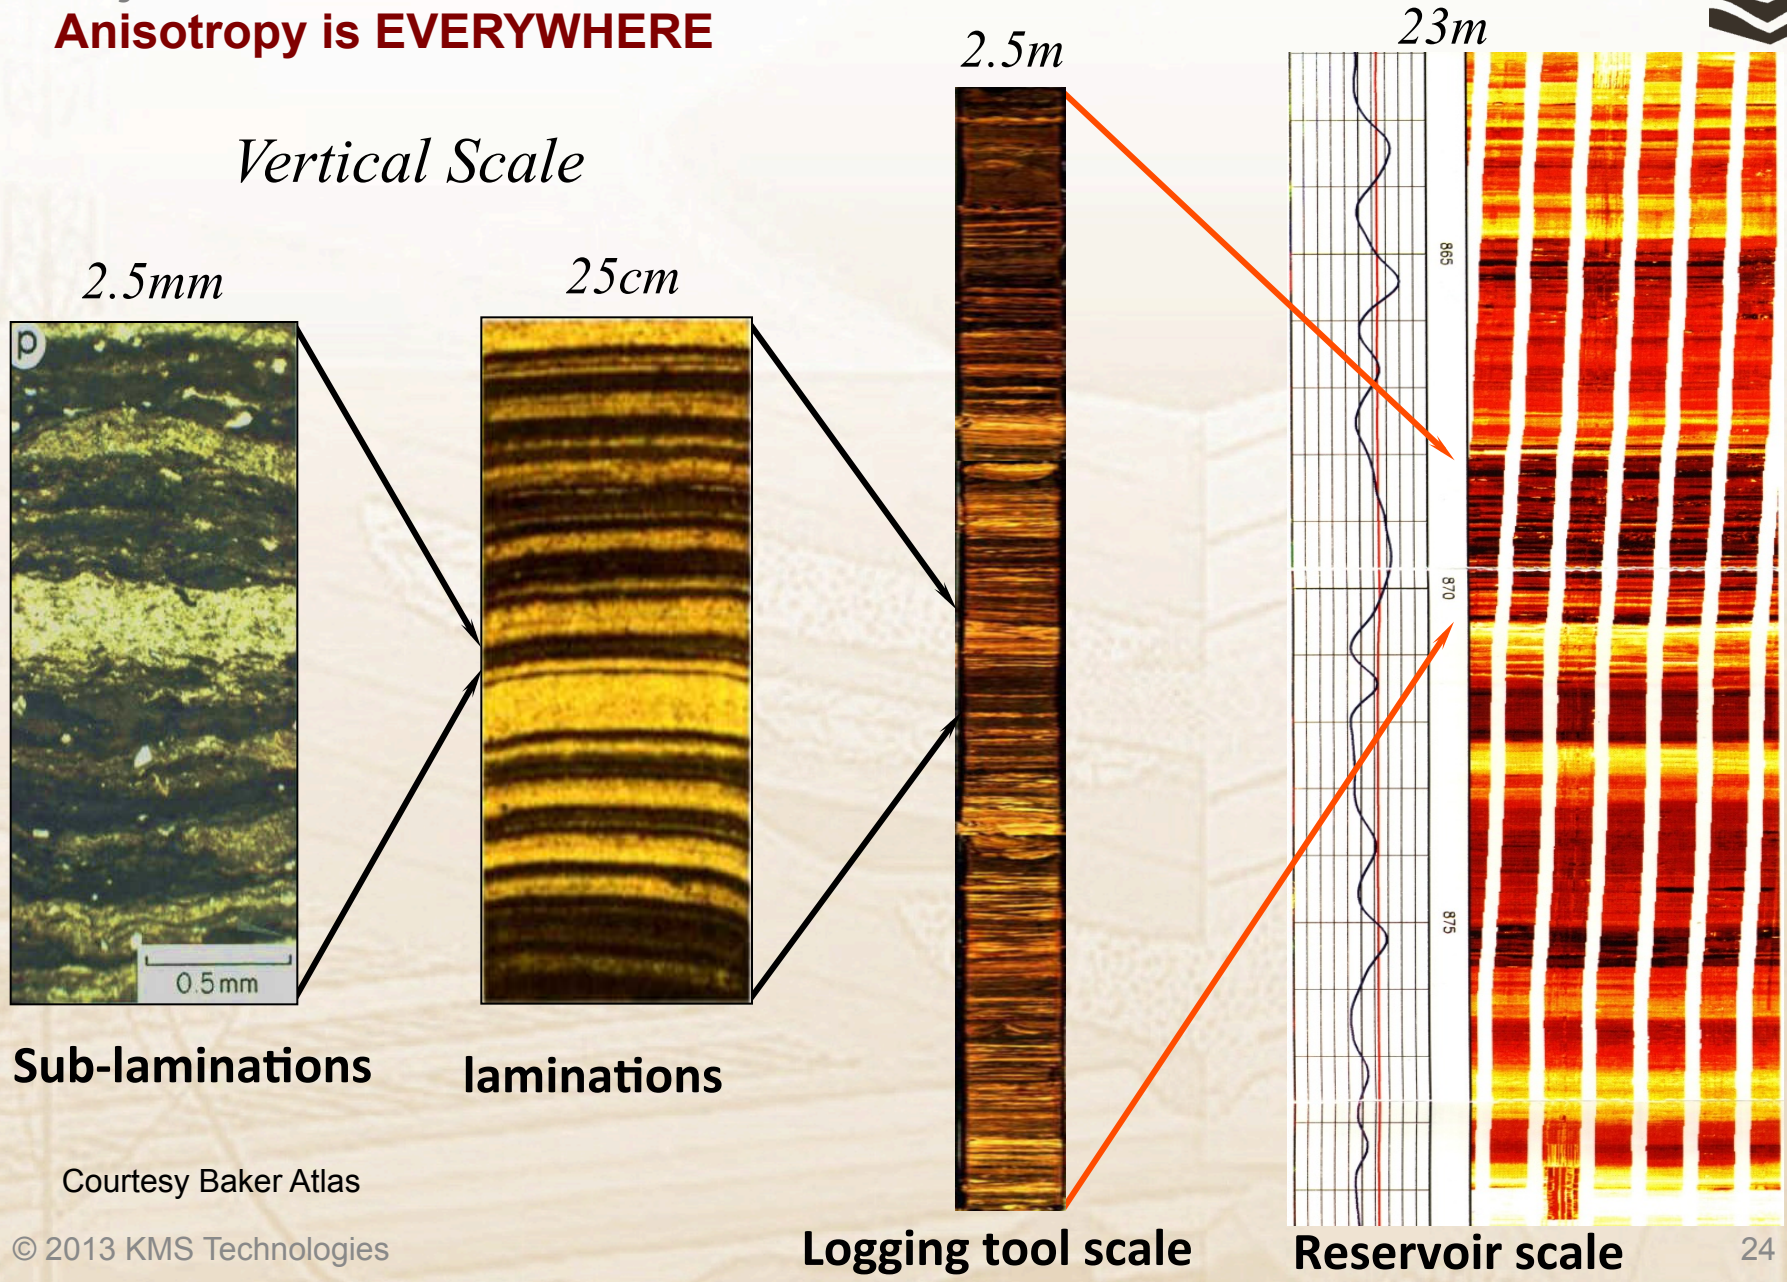 Anisotropy is EVERYWHERE
Vertical Scale
2.5mm
25cm
2.5m
23m
p
0.5mm
865
870
875
Sub-laminations
laminations
Logging tool scale
Reservoir scale
Courtesy Baker Atlas
© 2013 KMS Technologies
24